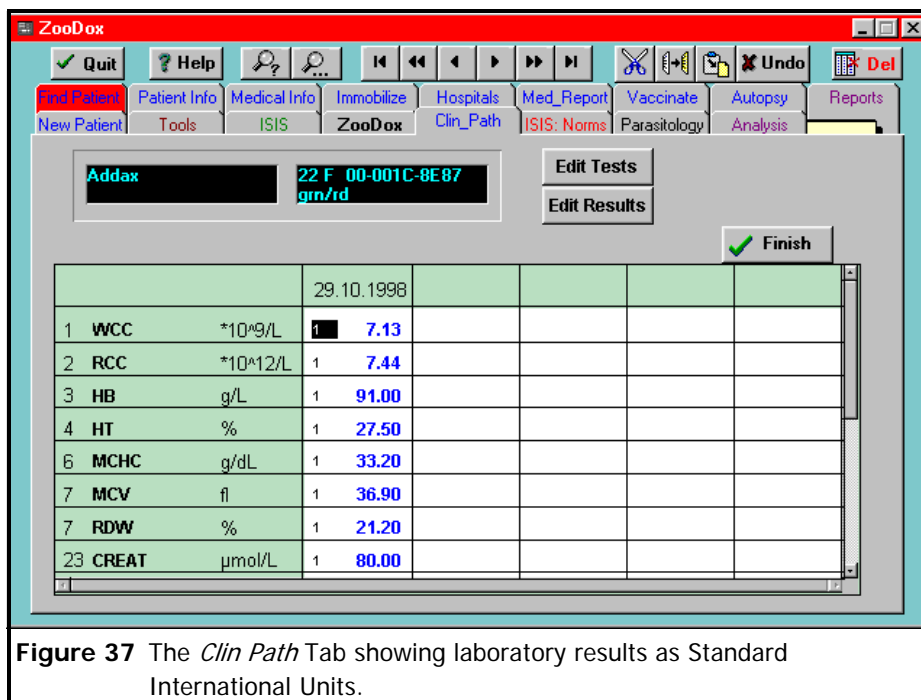 ZooDox
Quit ? Help ? ... Undo Del
Find Patient Patient Info Medical Info Immobilize Hospitals Med_Report Vaccinate Autopsy Reports
New Patient Tools ISIS ZooDox Clin_Path ISIS: Norms Parasitology Analysis
Addax 22 F 00-001C-8E87
grn/rd
Edit Tests
Edit Results
Finish
29.10.1998
1 WCC *10^9/L 1 7.13
2 RCC *10^12/L 1 7.44
3 HB g/L 1 91.00
4 HT % 1 27.50
6 MCHC g/dL 1 33.20
7 MCV fl 1 36.90
7 RDW % 1 21.20
23 CREAT µmol/L 1 80.00
Figure 37 The Clin Path Tab showing laboratory results as Standard
International Units.